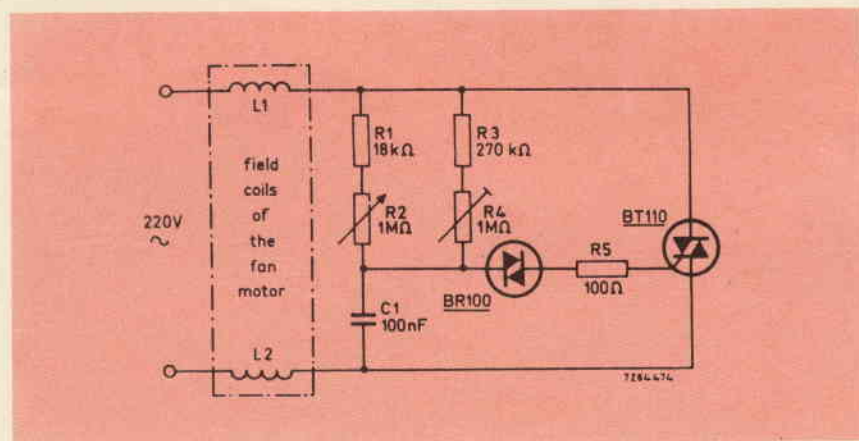 L1
R1
18kΩ
R3
270 kΩ
field
coils
of
the
fan
motor
220V
~
R2
1MΩ
R4
1MΩ
BT110
R5
100Ω
BR100
C1
100nF
L2
7264474